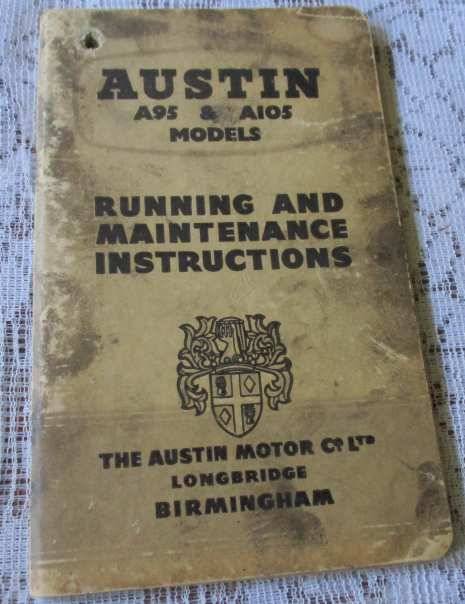 AUSTIN
A95 & A105
MODELS
RUNNING AND
MAINTENANCE
INSTRUCTIONS
THE AUSTIN MOTOR Co LTD
LONGBRIDGE
BIRMINGHAM